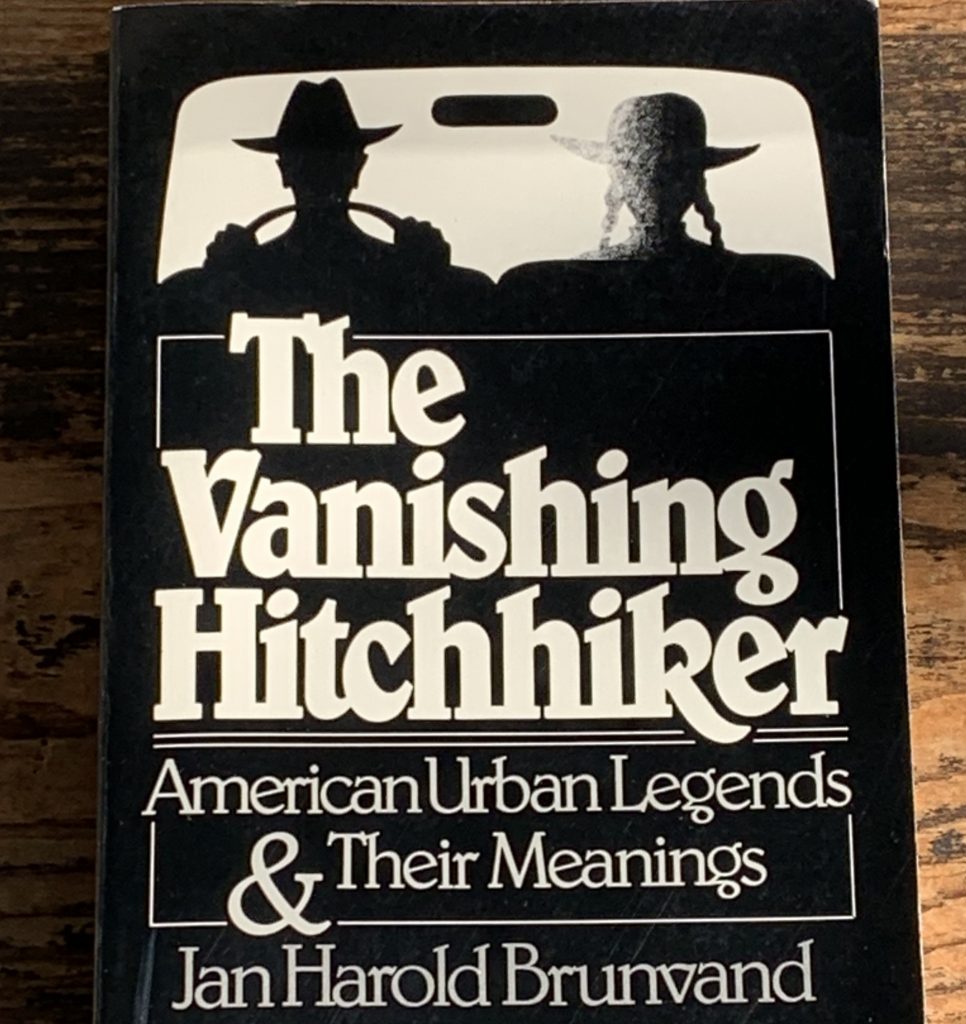 The
Vanishing
Hitchhiker
American Urban Legends
& Their Meanings
Jan Harold Brunvand